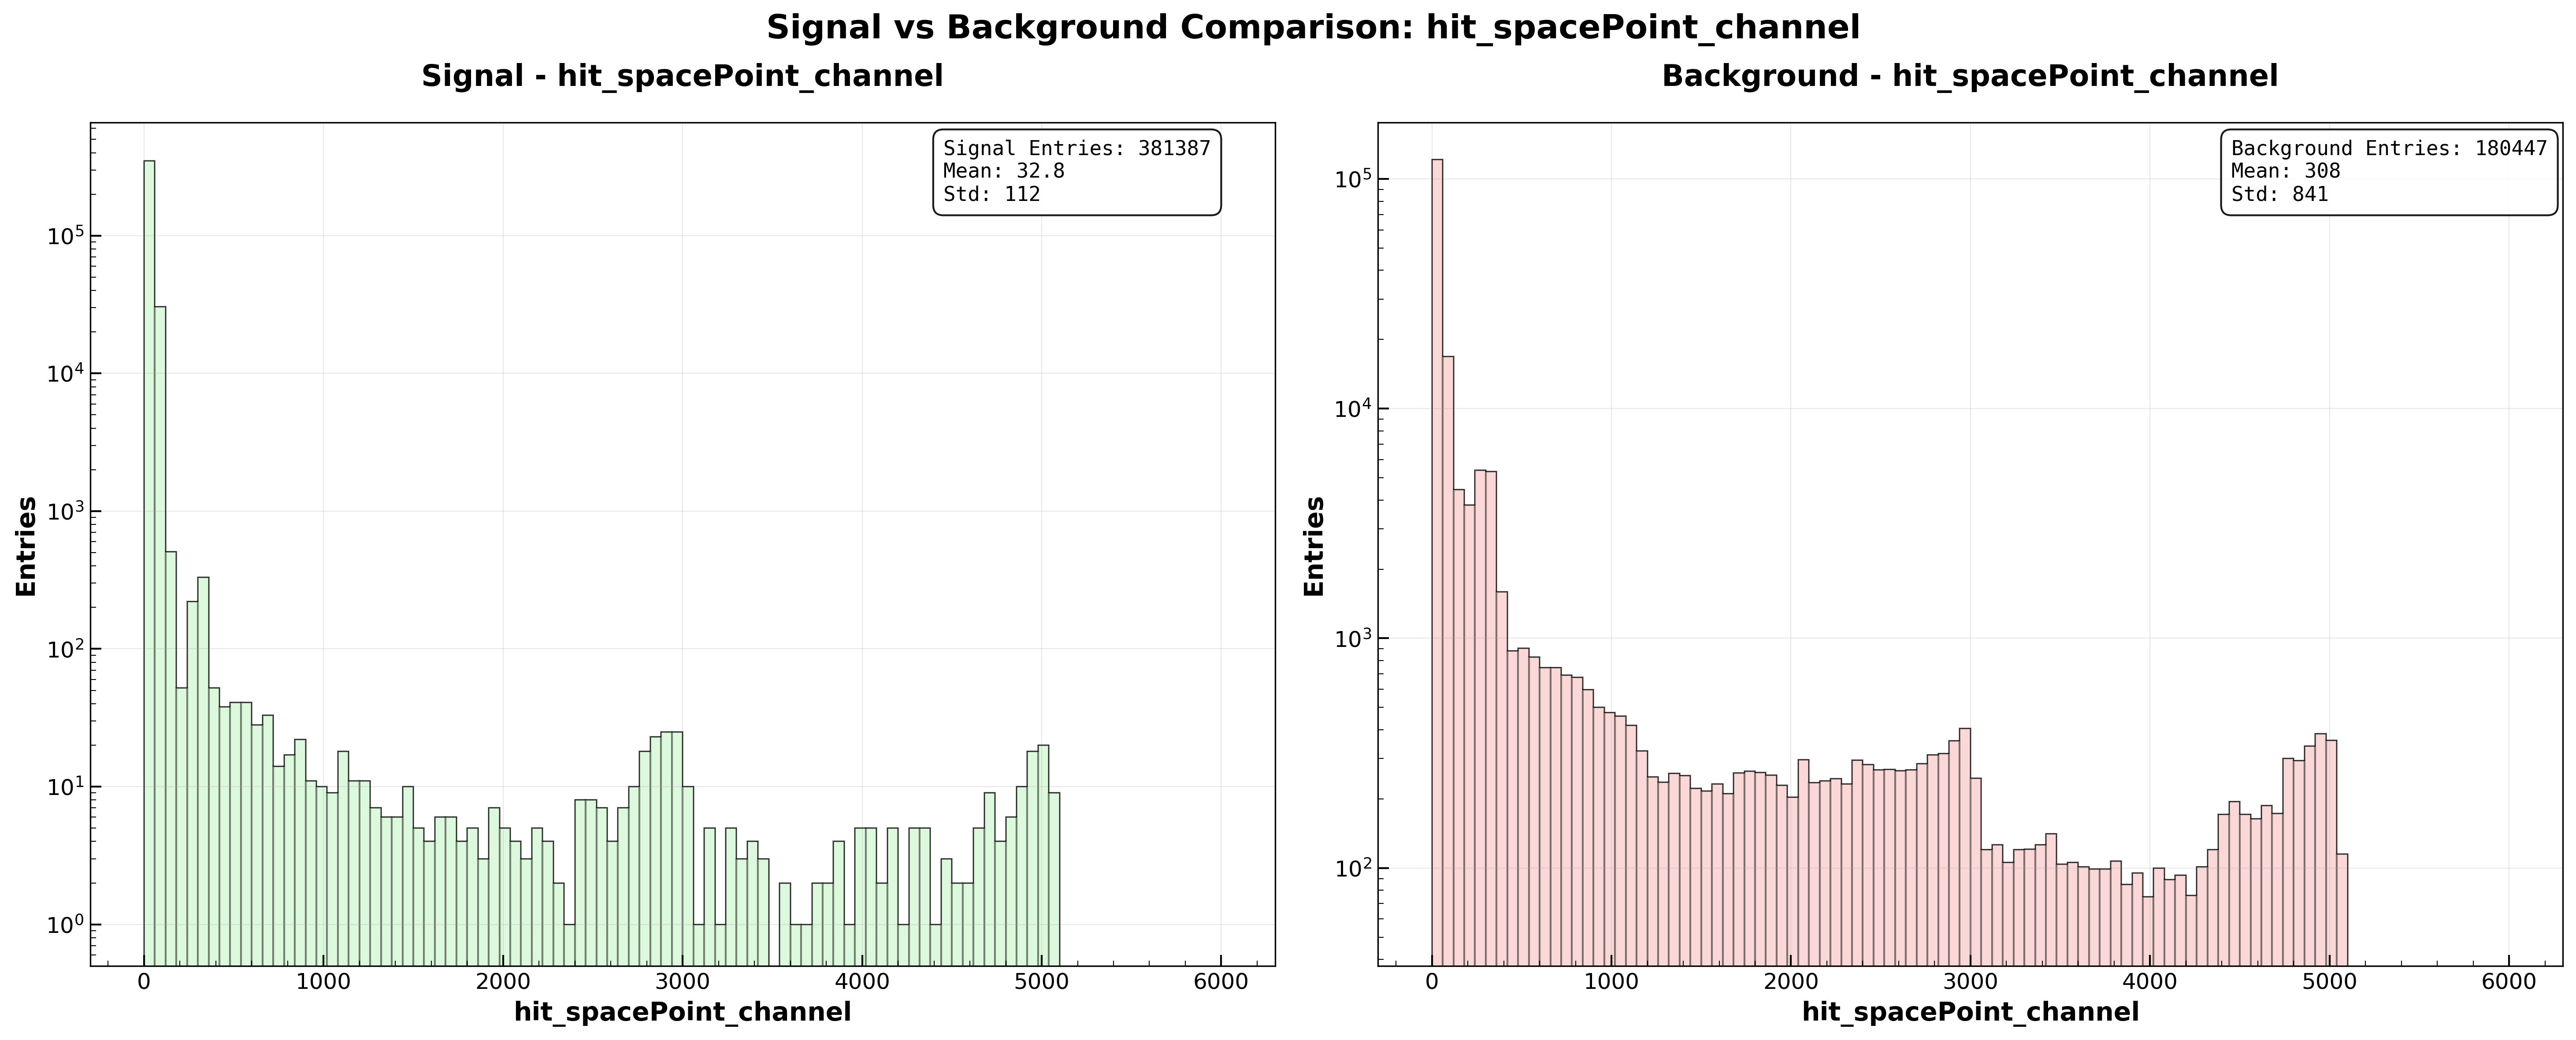 Signal vs Background Comparison: hit_spacePoint_channel
Signal - hit_spacePoint_channel
Signal Entries: 381387
Mean: 32.8
Std: 112
10^5
10^4
10^3
10^2
10^1
10^0
Entries
0 1000 2000 3000 4000 5000 6000
hit_spacePoint_channel
Background - hit_spacePoint_channel
Background Entries: 180447
Mean: 308
Std: 841
10^5
10^4
10^3
10^2
Entries
0 1000 2000 3000 4000 5000 6000
hit_spacePoint_channel